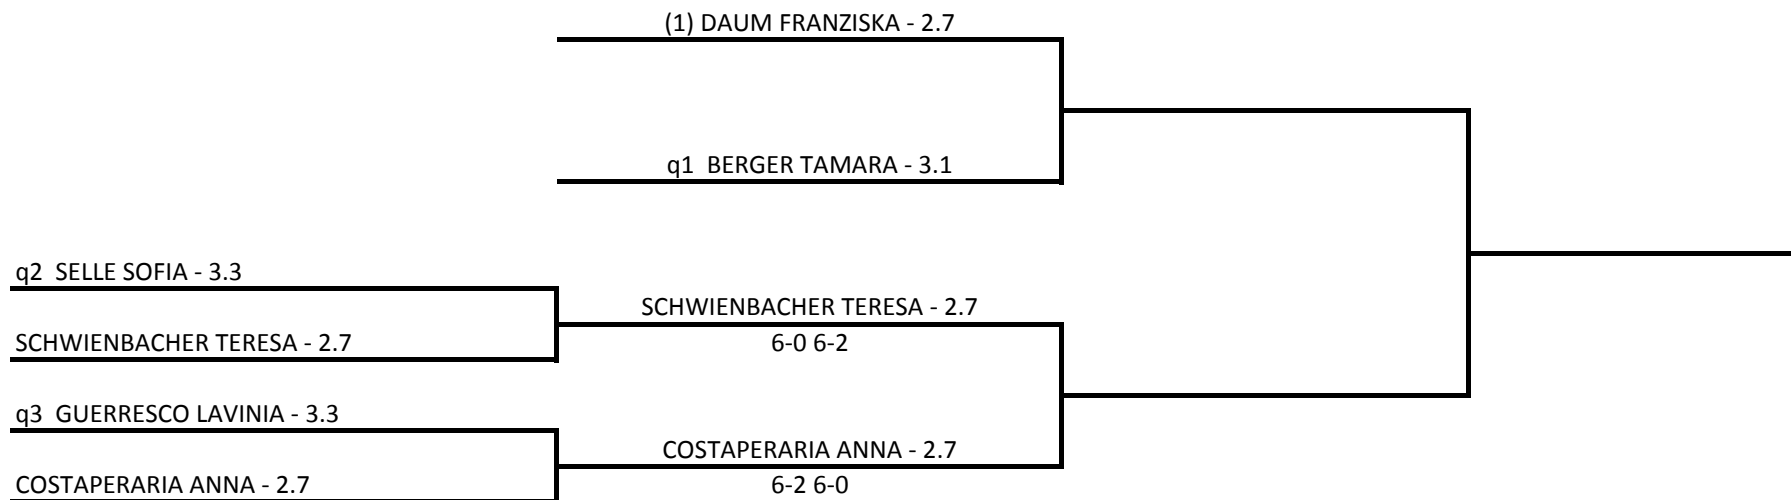 (1) DAUM FRANZISKA - 2.7
q1 BERGER TAMARA - 3.1
q2 SELLE SOFIA - 3.3
SCHWIENBACHER TERESA - 2.7
SCHWIENBACHER TERESA - 2.7
6-0 6-2
q3 GUERRESCO LAVINIA - 3.3
COSTAPERARIA ANNA - 2.7
COSTAPERARIA ANNA - 2.7
6-2 6-0